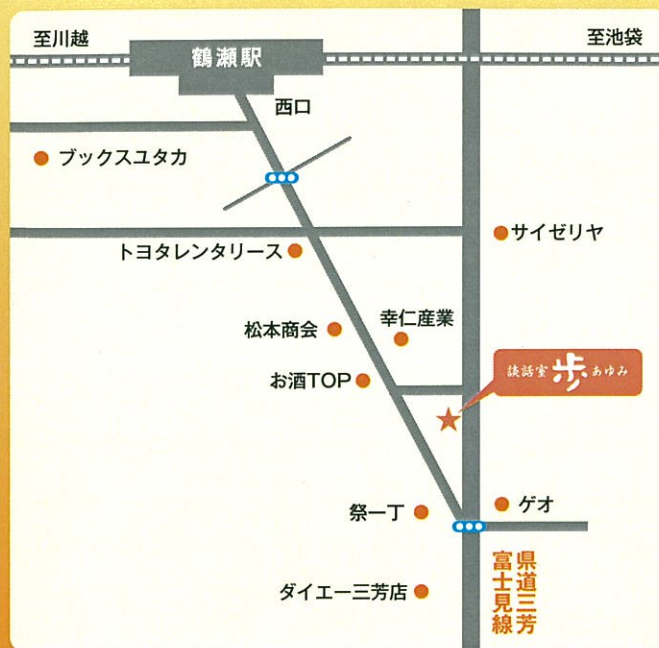 至川越
鶴瀬駅
至池袋
西口
ブックスユタカ
サイゼリヤ
トヨタレンタリース
幸仁産業
松本商会
お酒TOP
談話室 歩 あゆみ
祭一丁
ゲオ
県道三芳
富士見線
ダイエー三芳店